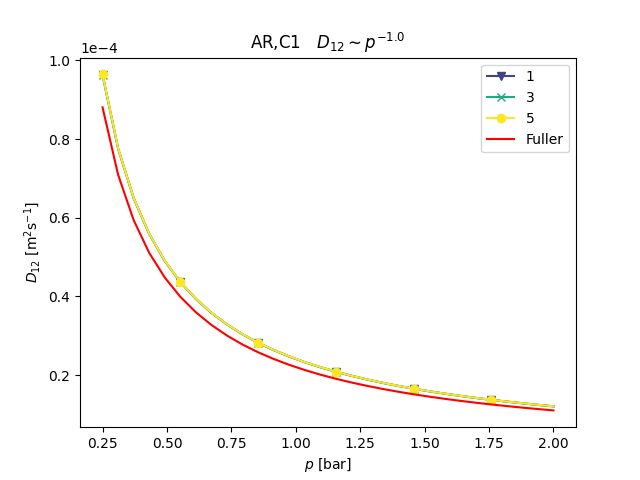 AR,C1 D₁₂ ~ p⁻¹·⁰
1e−4
1.0
0.8
0.6
0.4
0.2
D₁₂ [m²s⁻¹]
1
3
5
Fuller
0.25 0.50 0.75 1.00 1.25 1.50 1.75 2.00
p [bar]